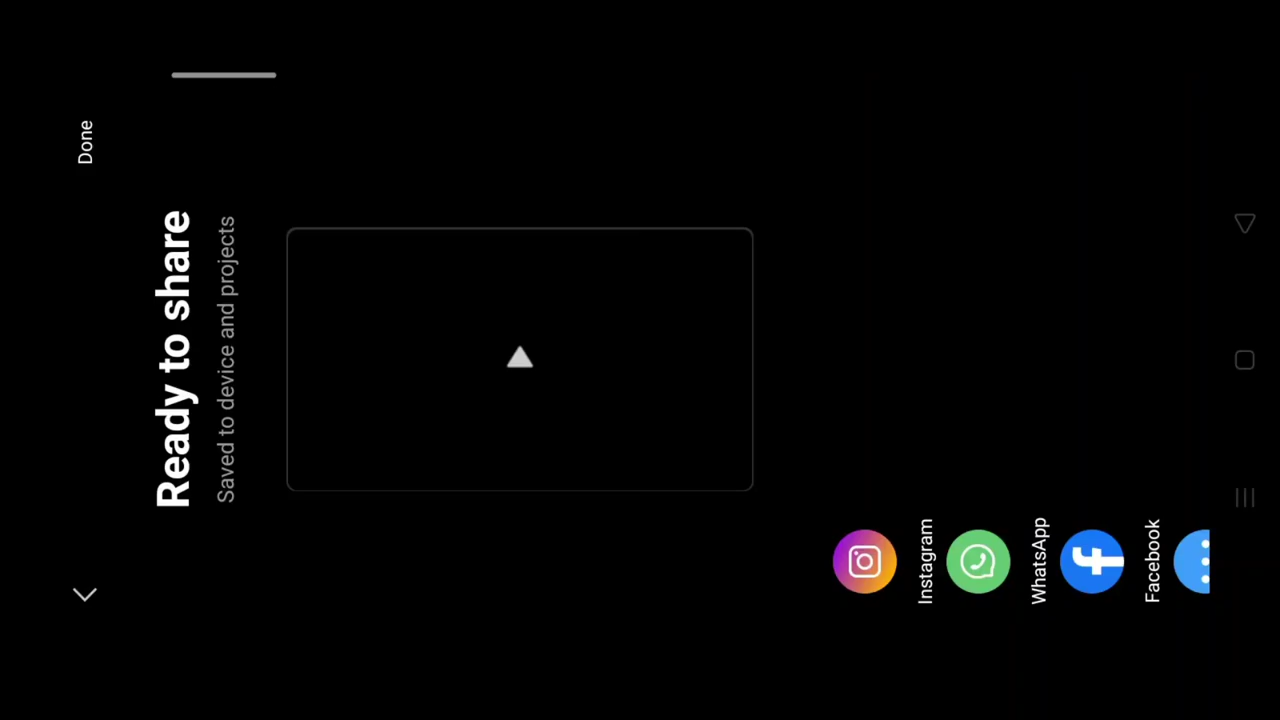 Done
Ready to share
Saved to device and projects
Instagram
WhatsApp
Facebook